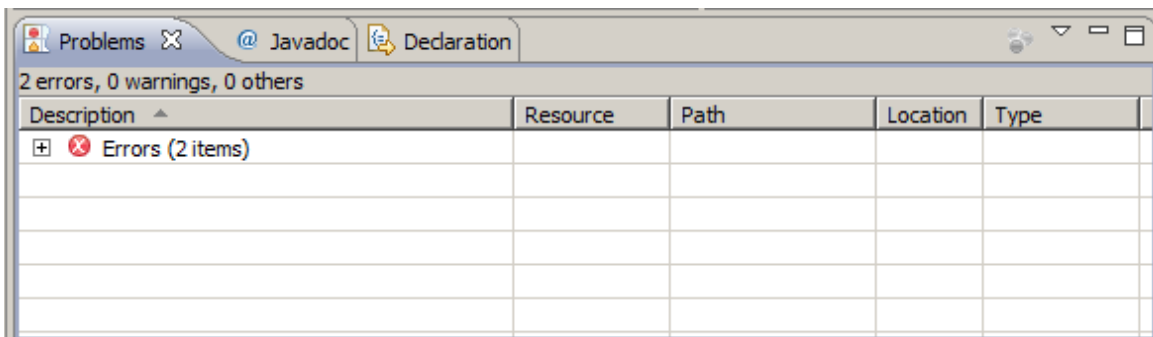 Problems @ Javadoc Declaration
2 errors, 0 warnings, 0 others
Description Resource Path Location Type
Errors (2 items)